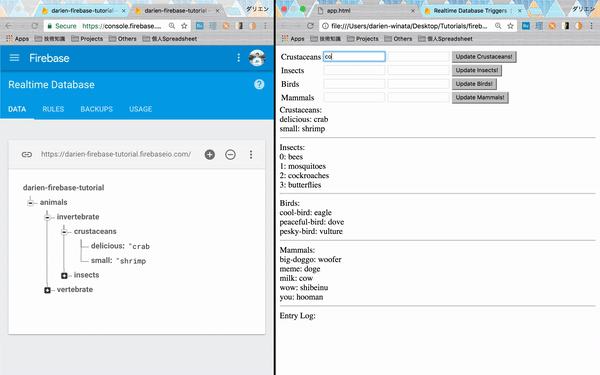 darien-firebase-tutorial
darien-firebase-tutorial
ダリエン
Secure
https://console.firebase.
Apps
技術知識
Projects
Others
個人Spreadsheet
Firebase
Realtime Database
DATA
RULES
BACKUPS
USAGE
https://darien-firebase-tutorial.firebaseio.com/
darien-firebase-tutorial
animals
invertebrate
crustaceans
delicious: "crab
small: "shrimp
insects
vertebrate
app.html
Realtime Database Triggers
ダリエン
file:///Users/darien-winata/Desktop/Tutorials/fireb...
Apps
技術知識
Projects
Others
個人Spreadsheet
Crustaceans co Update Crustaceans!
Insects Update Insects!
Birds Update Birds!
Mammals Update Mammals!
Crustaceans:
delicious: crab
small: shrimp
Insects:
0: bees
1: mosquitoes
2: cockroaches
3: butterflies
Birds:
cool-bird: eagle
peaceful-bird: dove
pesky-bird: vulture
Mammals:
big-doggo: woofer
meme: doge
milk: cow
wow: shibeinu
you: hooman
Entry Log: